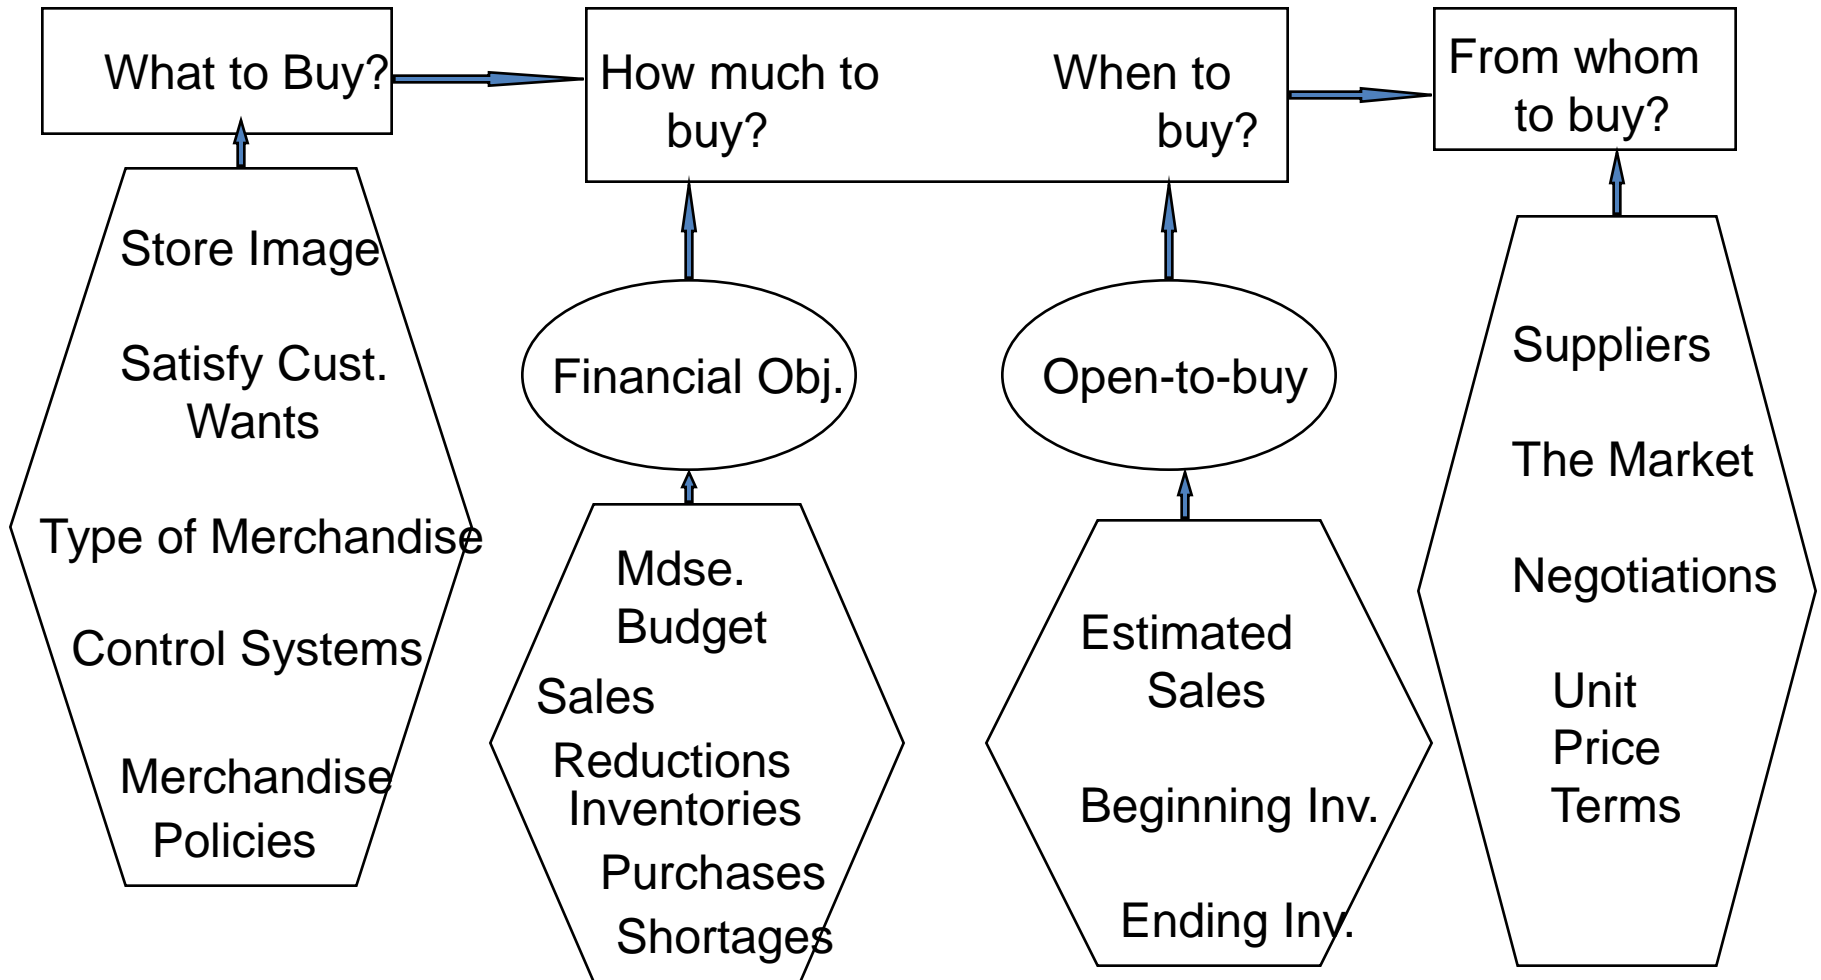 What to Buy?
How much to
buy?
When to
buy?
From whom
to buy?
Store Image
Satisfy Cust.
Wants
Type of Merchandise
Control Systems
Merchandise
Policies
Financial Obj.
Mdse.
Budget
Sales
Reductions
Inventories
Purchases
Shortages
Open-to-buy
Estimated
Sales
Beginning Inv.
Ending Inv.
Suppliers
The Market
Negotiations
Unit
Price
Terms